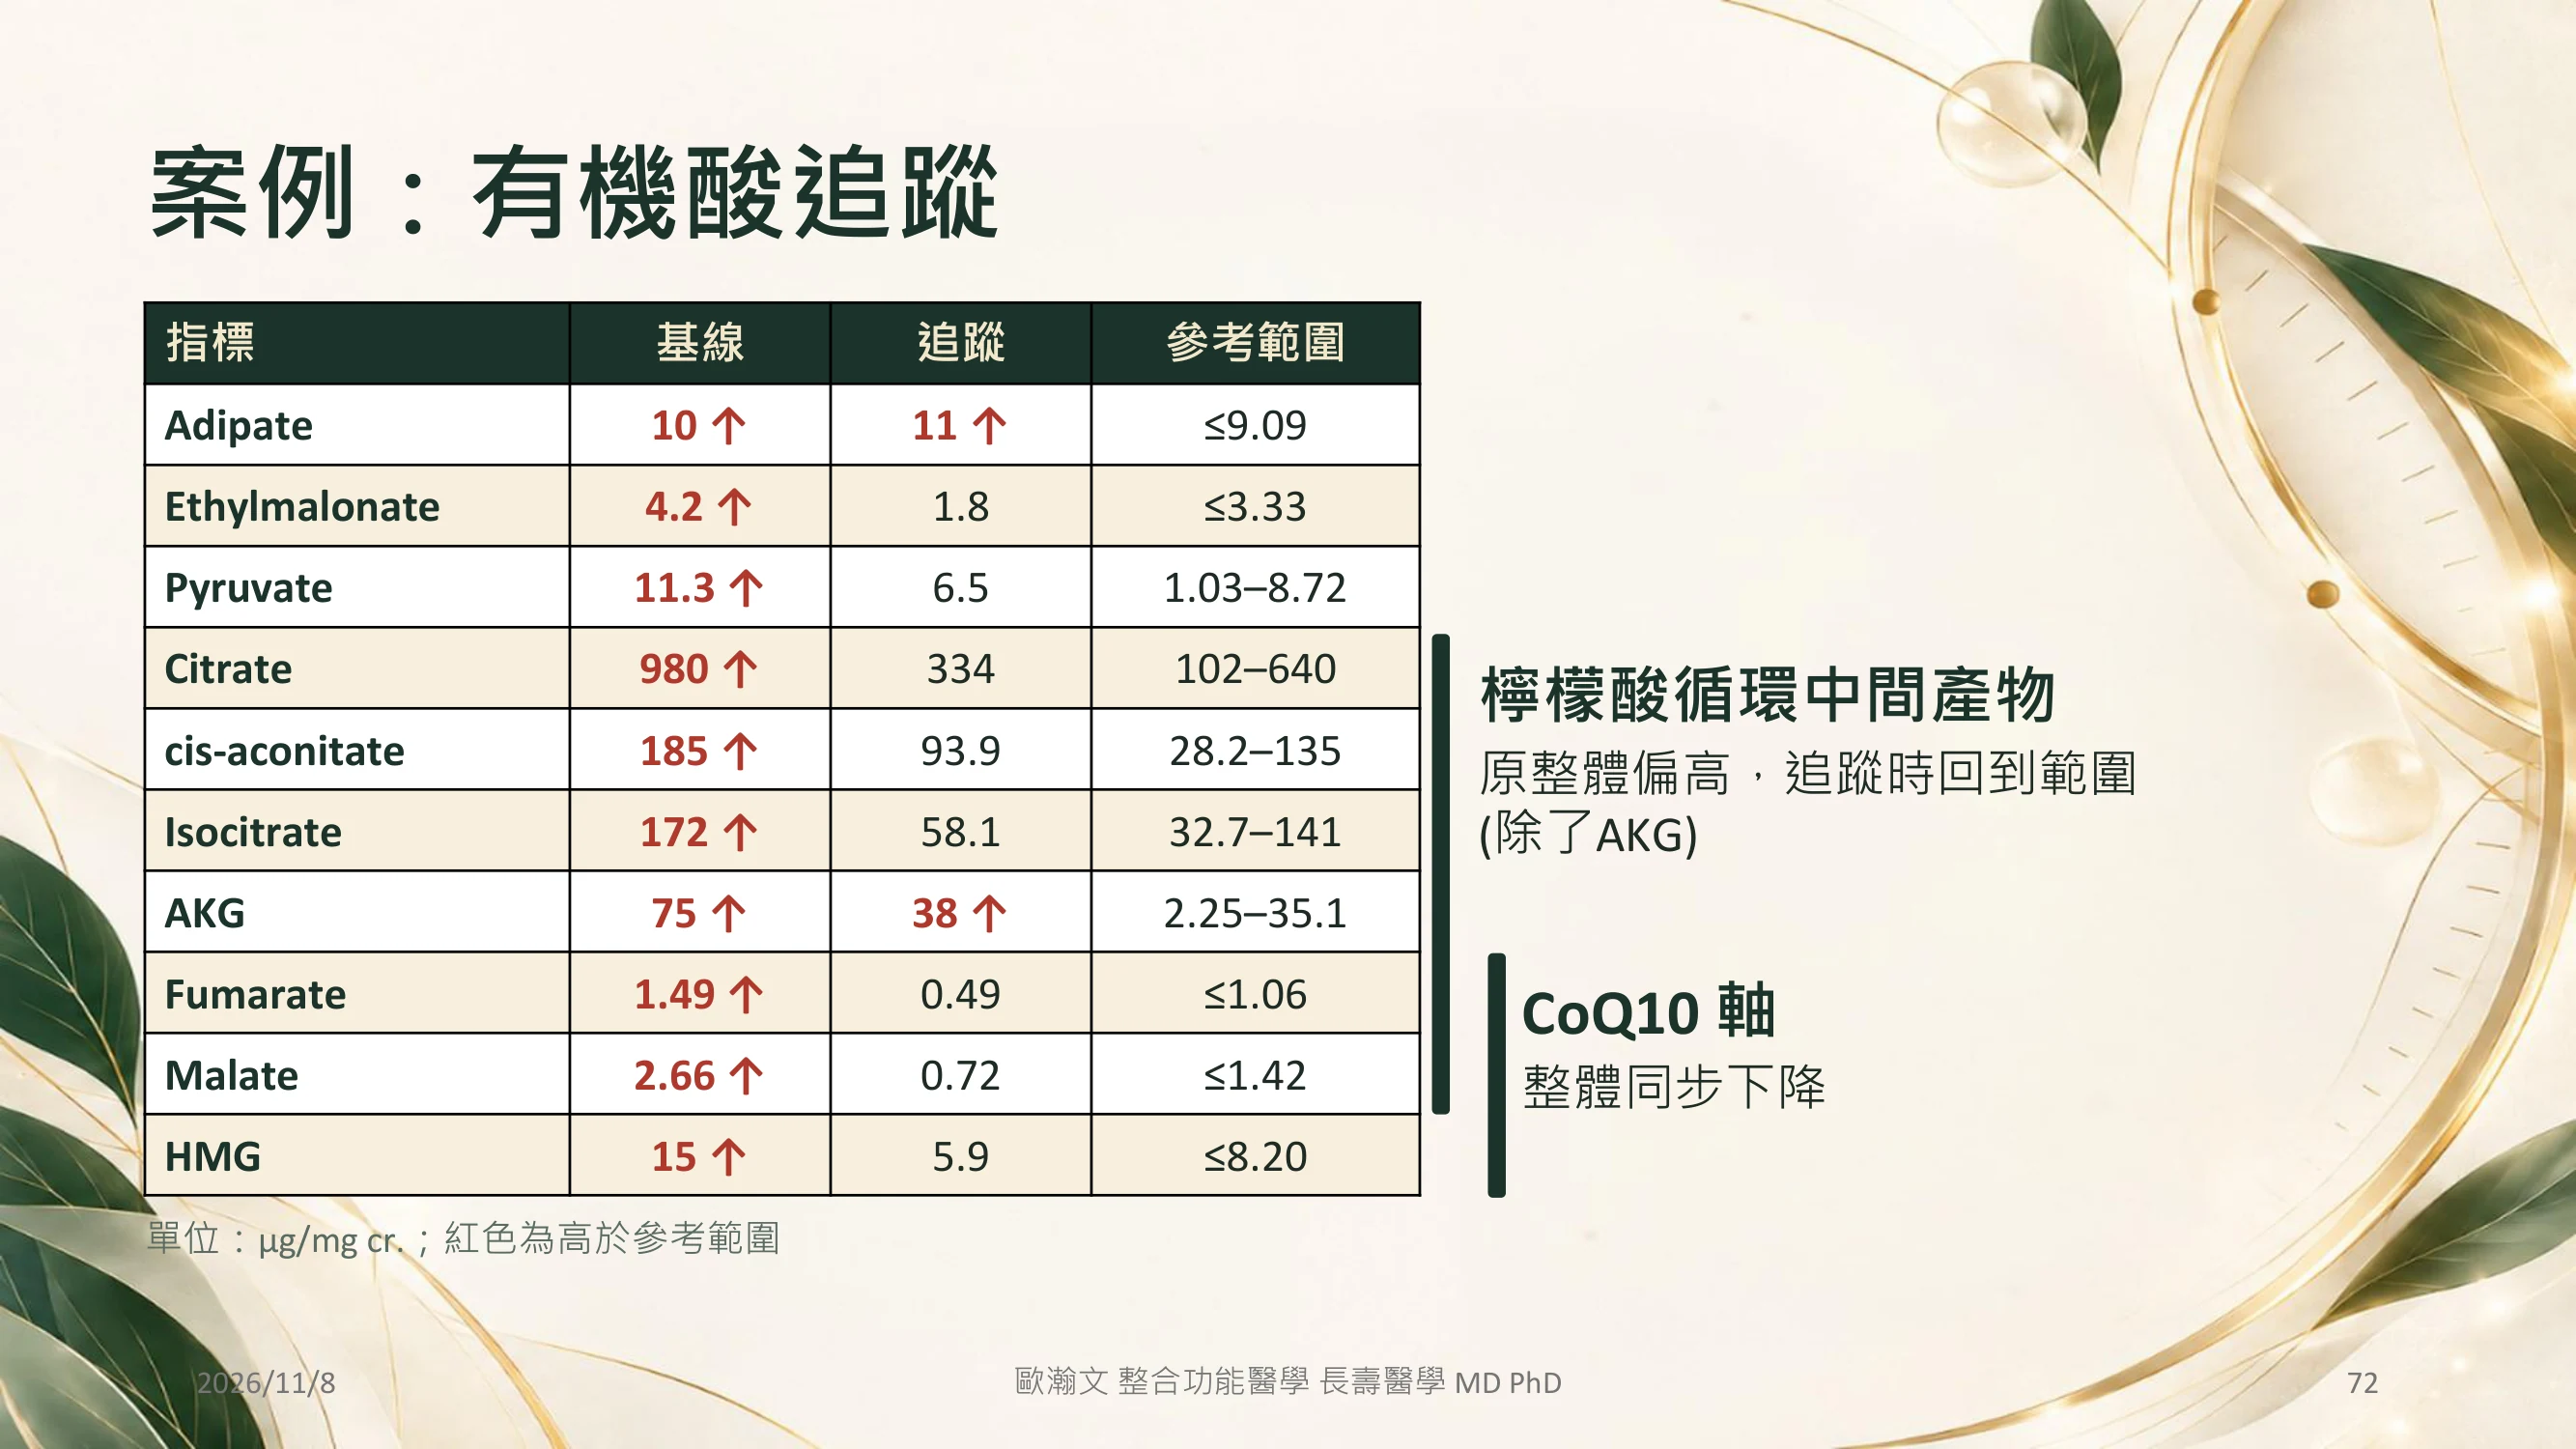 案例：有機酸追蹤
指標 基線 追蹤 參考範圍
Adipate 10 ↑ 11 ↑ ≤9.09
Ethylmalonate 4.2 ↑ 1.8 ≤3.33
Pyruvate 11.3 ↑ 6.5 1.03–8.72
Citrate 980 ↑ 334 102–640
cis-aconitate 185 ↑ 93.9 28.2–135
Isocitrate 172 ↑ 58.1 32.7–141
AKG 75 ↑ 38 ↑ 2.25–35.1
Fumarate 1.49 ↑ 0.49 ≤1.06
Malate 2.66 ↑ 0.72 ≤1.42
HMG 15 ↑ 5.9 ≤8.20
檸檬酸循環中間產物
原整體偏高，追蹤時回到範圍
(除了AKG)
CoQ10 軸
整體同步下降
單位：μg/mg cr.；紅色為高於參考範圍
2026/11/8
歐瀚文 整合功能醫學 長壽醫學 MD PhD
72